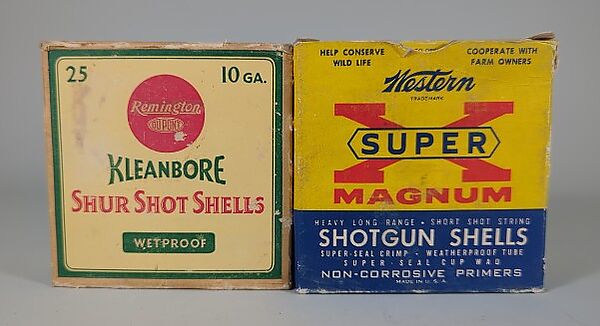 25
10 GA.
Remington
DUPONT
KLEANBORE
SHUR SHOT SHELLS
WETPROOF
HELP CONSERVE
WILD LIFE
COOPERATE WITH
FARM OWNERS
Western
TRADEMARK
X
SUPER
MAGNUM
HEAVY LONG RANGE - SHORT SHOT STRING
SHOTGUN SHELLS
SUPER-SEAL CRIMP - WEATHERPROOF TUBE
SUPER-SEAL CUP WAD
NON-CORROSIVE PRIMERS
MADE IN U.S.A.